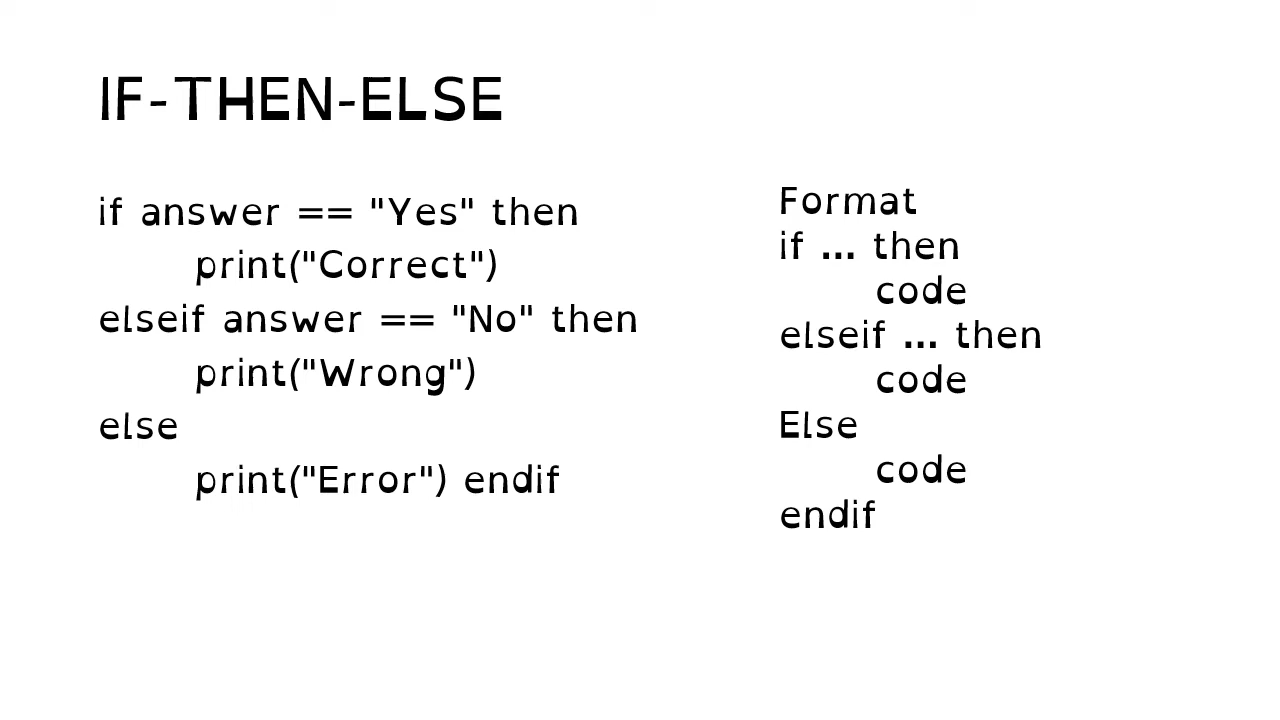 IF-THEN-ELSE
if answer == "Yes" then
print("Correct")
elseif answer == "No" then
print("Wrong")
else
print("Error") endif
Format
if ... then
code
elseif ... then
code
Else
code
endif